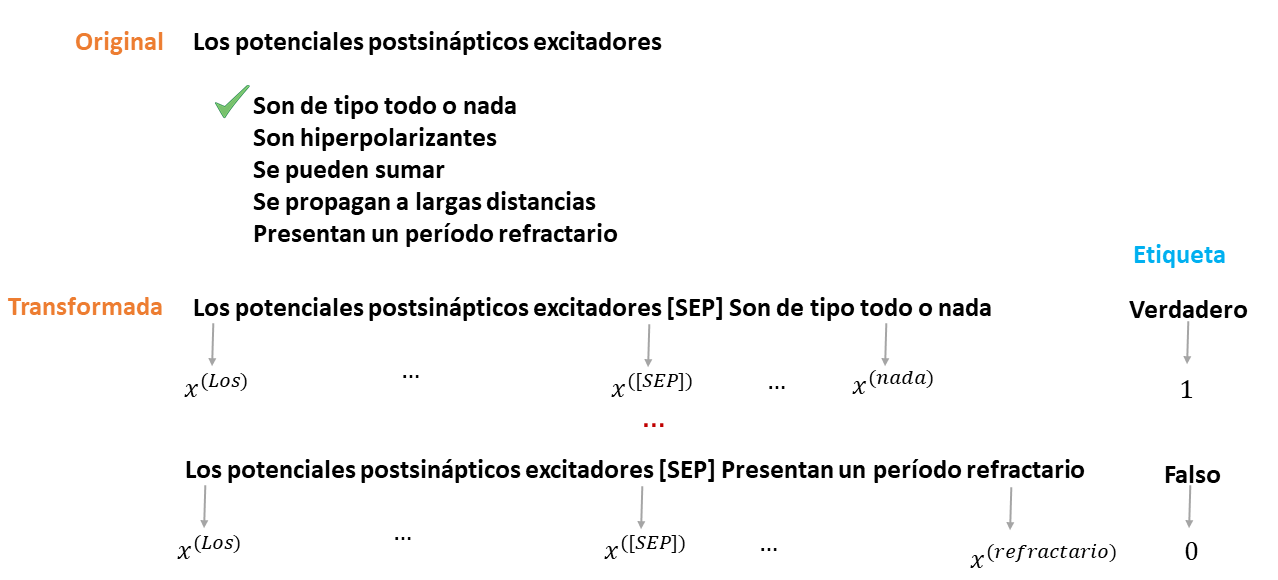 Original Los potenciales postsinápticos excitadores
Son de tipo todo o nada
Son hiperpolarizantes
Se pueden sumar
Se propagan a largas distancias
Presentan un período refractario
Etiqueta
Transformada Los potenciales postsinápticos excitadores [SEP] Son de tipo todo o nada Verdadero
x^(Los) ... x^([SEP]) ... x^(nada) 1
...
Los potenciales postsinápticos excitadores [SEP] Presentan un período refractario Falso
x^(Los) ... x^([SEP]) ... x^(refractario) 0